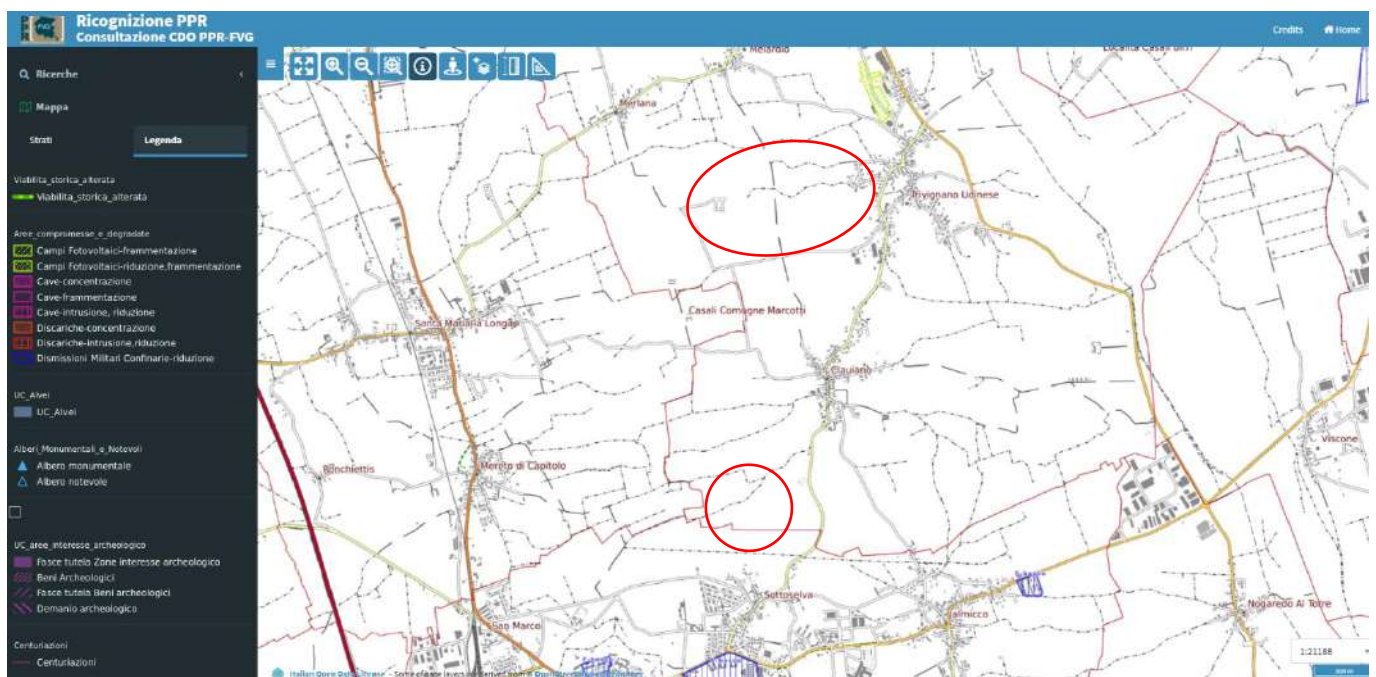 Ricognizione PPR
Consultazione CDO PPR-FVG
Credits
Home
Ricerche
Mappa
Strati
Legenda
Viabilita_storica_alterata
Viabilita_storica_alterata
Aree_compromesse_e_degradate
Campi Fotovoltaici-frammentazione
Campi Fotovoltaici-riduzione,frammentazione
Cave-concentrazione
Cave-frammentazione
Cave-intrusione, riduzione
Discariche-concentrazione
Discariche-intrusione,riduzione
Dismissioni Militari Confinarie-riduzione
UC_Alvei
UC_Alvei
Alberi_Monumentali_e_Notevoli
Albero monumentale
Albero notevole
UC_aree_interesse_archeologico
Fasce tutela Zone interesse archeologico
Beni Archeologici
Fasce tutela Beni archeologici
Demanio archeologico
Centuriazioni
Centuriazioni
Melarolo
Merlana
Trivignano Udinese
Casali Comugne Marcotti
Santa Maria la Longa
Clauiano
Viscone
Ronchiettis
Mereto di Capitolo
Sottoselva
Jalmicco
Nogaredo Al Torre
San Marco
1:21188